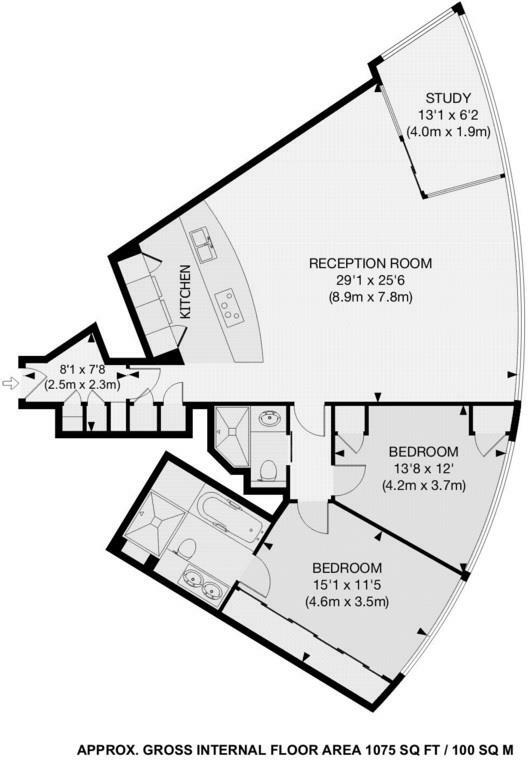 STUDY
13'1 x 6'2
(4.0m x 1.9m)
RECEPTION ROOM
29'1 x 25'6
(8.9m x 7.8m)
KITCHEN
8'1 x 7'8
(2.5m x 2.3m)
BEDROOM
13'8 x 12'
(4.2m x 3.7m)
BEDROOM
15'1 x 11'5
(4.6m x 3.5m)
APPROX. GROSS INTERNAL FLOOR AREA 1075 SQ FT / 100 SQ M